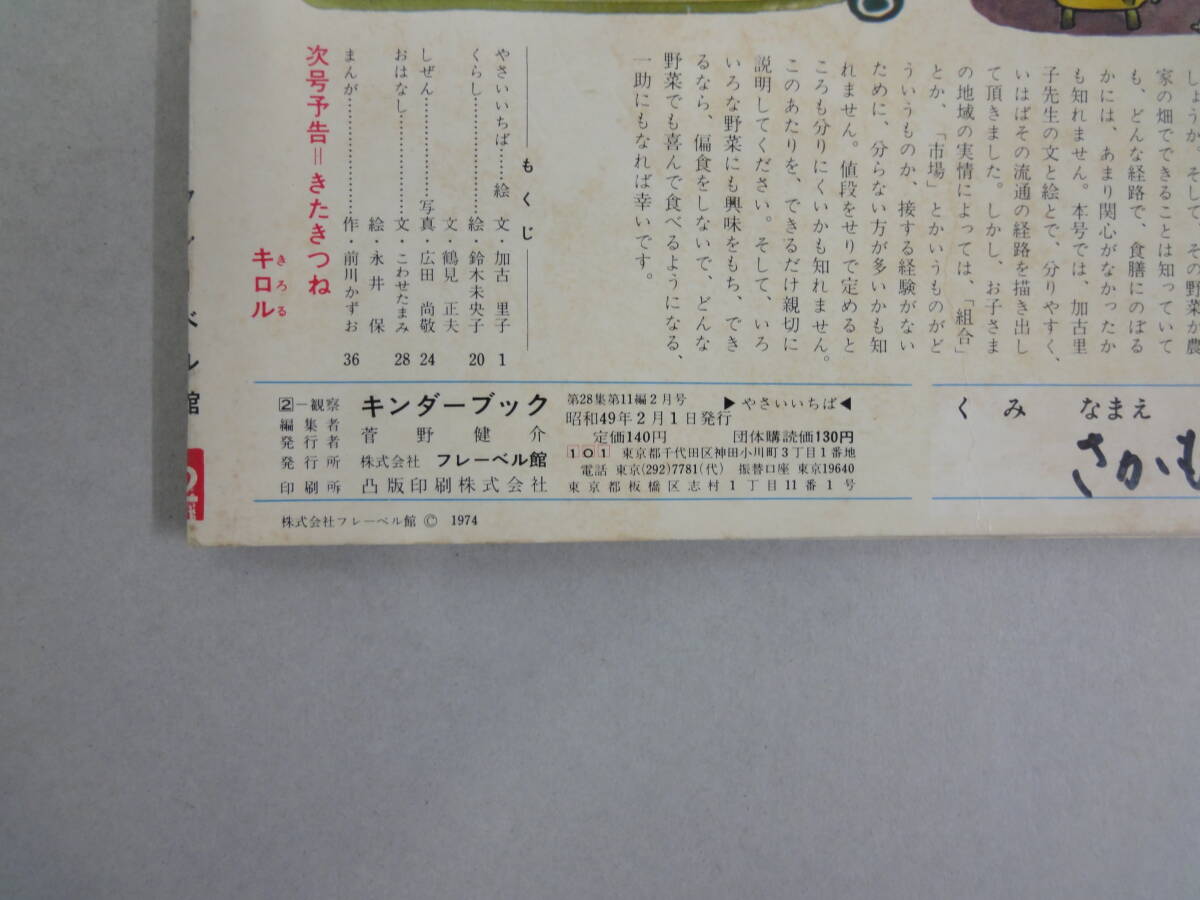 しょうか。そして、その野菜が農
家の畑でできることは知っていて
も、どんな経路で、食膳にのぼる
かには、あまり関心がなかったか
も知れません。本号では、加古里
子先生の文と絵とで、分りやすく、
いはばその流通の経路を描き出し
て頂きました。しかし、お子さま
の地域の実情によっては、「組合」
とか、「市場」とかいうものがど
ういうものか、接する経験がない
ために、分らない方が多いかも知
れません。値段をせりで定めると
ころも分りにくいかも知れません。
このあたりを、できるだけ親切に
説明してください。そして、いろ
いろな野菜にも興味をもち、でき
るなら、偏食をしないで、どんな
野菜でも喜んで食べるようになる、
一助にもなれば幸いです。
もくじ
やさいいちば……絵 文・加古 里子 1
くらし……………絵・鈴木未央子 20
文・鶴見 正夫
しぜん……………写真・広田 尚敬 24
おはなし…………文・こわせたまみ 28
絵・永井 保
まんが……………作・前川かずお 36
次号予告＝きたきつね
キロル
きろる
2－観察 キンダーブック 第28集第11編2月号 ▶やさいいちば◀
昭和49年2月1日発行
編集者
発行者 菅野健介
定価140円 団体購読価130円
発行所 株式会社 フレーベル館
101 東京都千代田区神田小川町3丁目1番地
電話 東京(292)7781(代) 振替口座 東京19640
印刷所 凸版印刷株式会社 東京都板橋区志村1丁目11番1号
株式会社フレーベル館 © 1974
くみ なまえ
さかも
ベル館